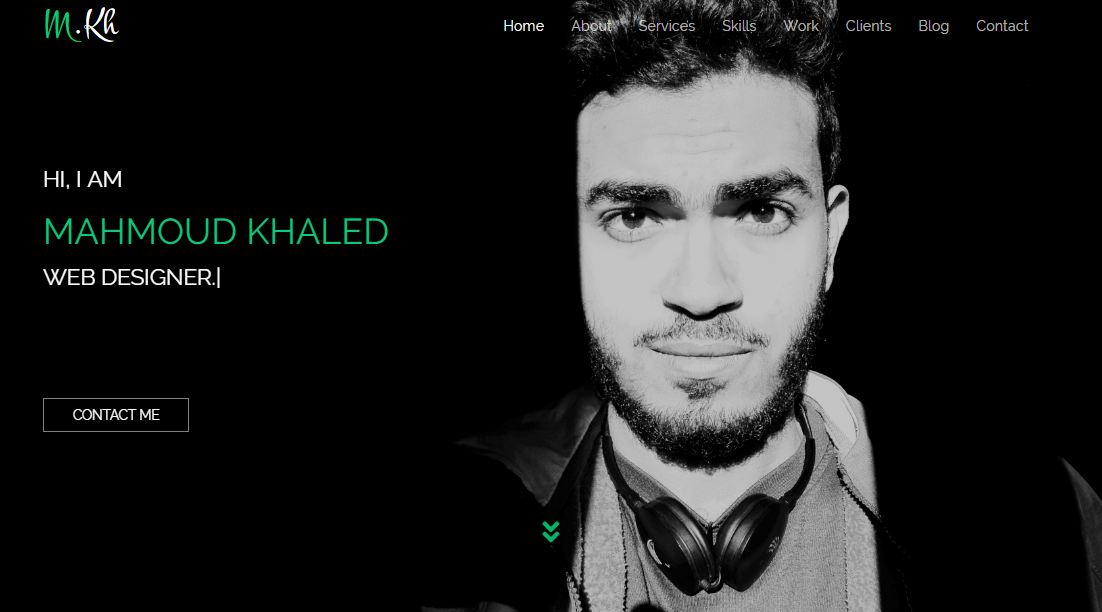 M.Kh
Home About Services Skills Work Clients Blog Contact
HI, I AM
MAHMOUD KHALED
WEB DESIGNER.|
CONTACT ME